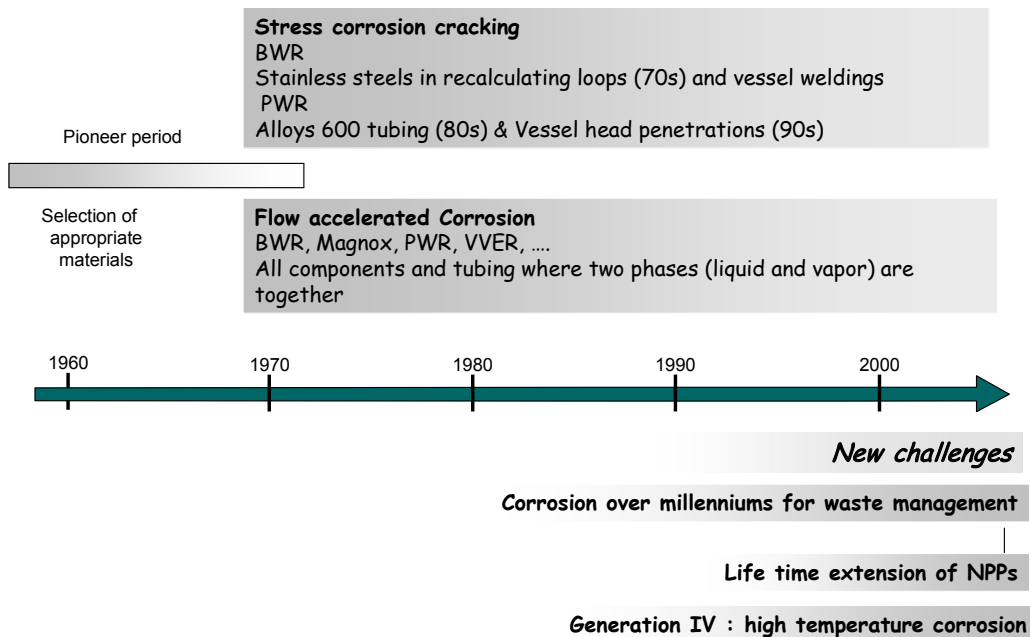 Stress corrosion cracking
BWR
Stainless steels in recalculating loops (70s) and vessel weldings
PWR
Alloys 600 tubing (80s) & Vessel head penetrations (90s)
Pioneer period
Selection of
appropriate
materials
Flow accelerated Corrosion
BWR, Magnox, PWR, VVER, ....
All components and tubing where two phases (liquid and vapor) are
together
1960
1970
1980
1990
2000
New challenges
Corrosion over millenniums for waste management
Life time extension of NPPs
Generation IV : high temperature corrosion